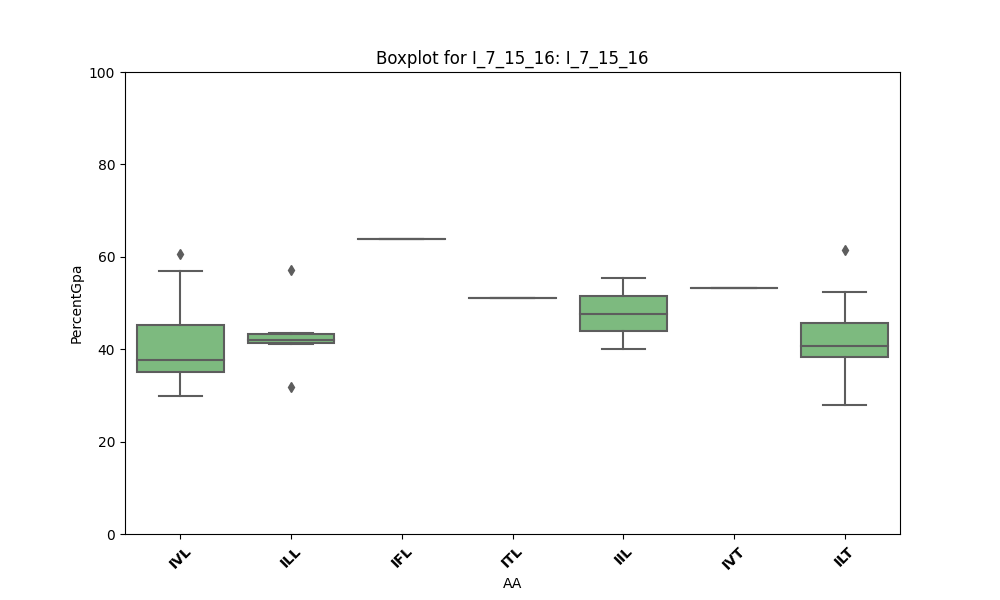 Boxplot for I_7_15_16: I_7_15_16
100
80
60
40
20
0
PercentGpa
IVL
ILL
IFL
ITL
IIL
IVT
ILT
AA